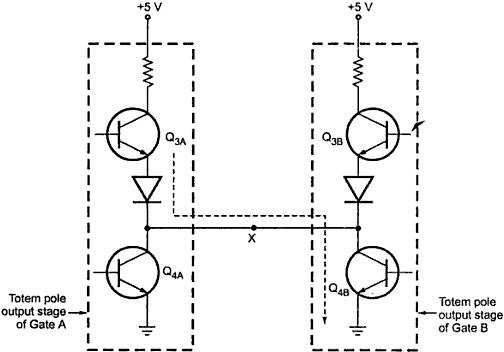 +5 V
+5 V
Q3A
Q3B
X
Q4A
Q4B
Totem pole
output stage
of Gate A
Totem pole
output stage
of Gate B